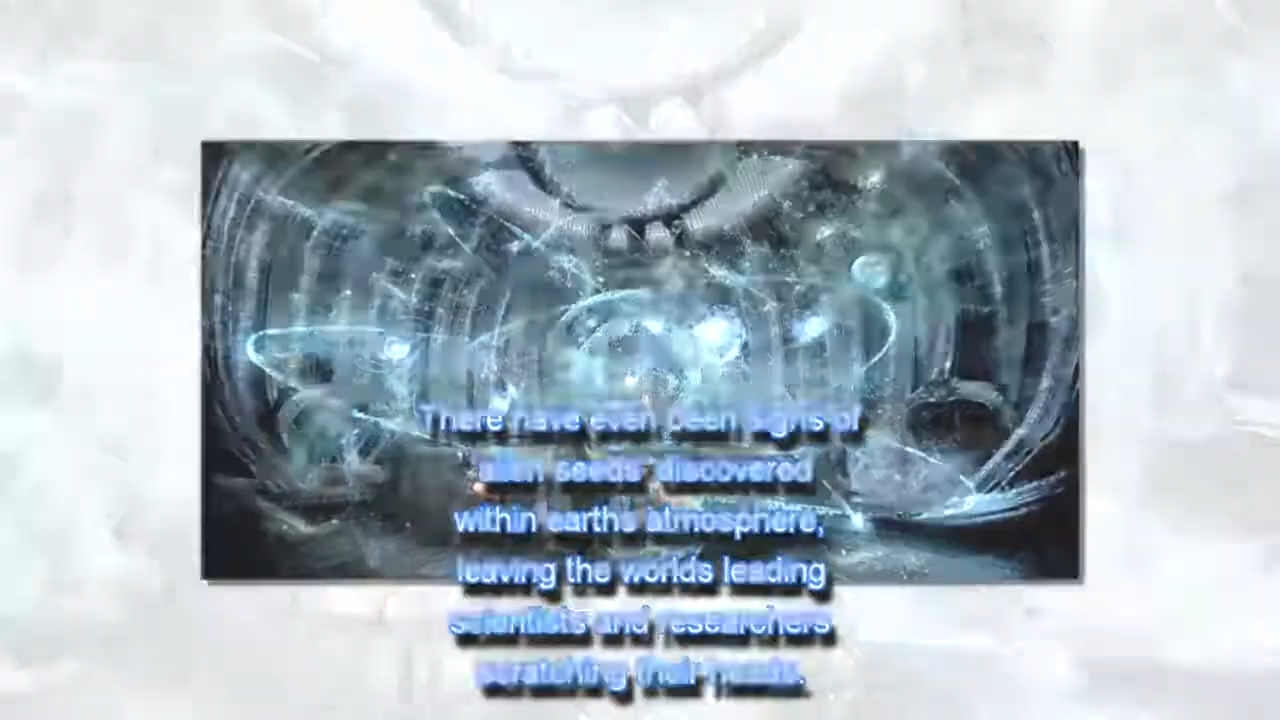 There have even been signs of
"alien seeds" discovered
within earths atmosphere,
leaving the worlds leading
scientists and researchers
scratching their heads.